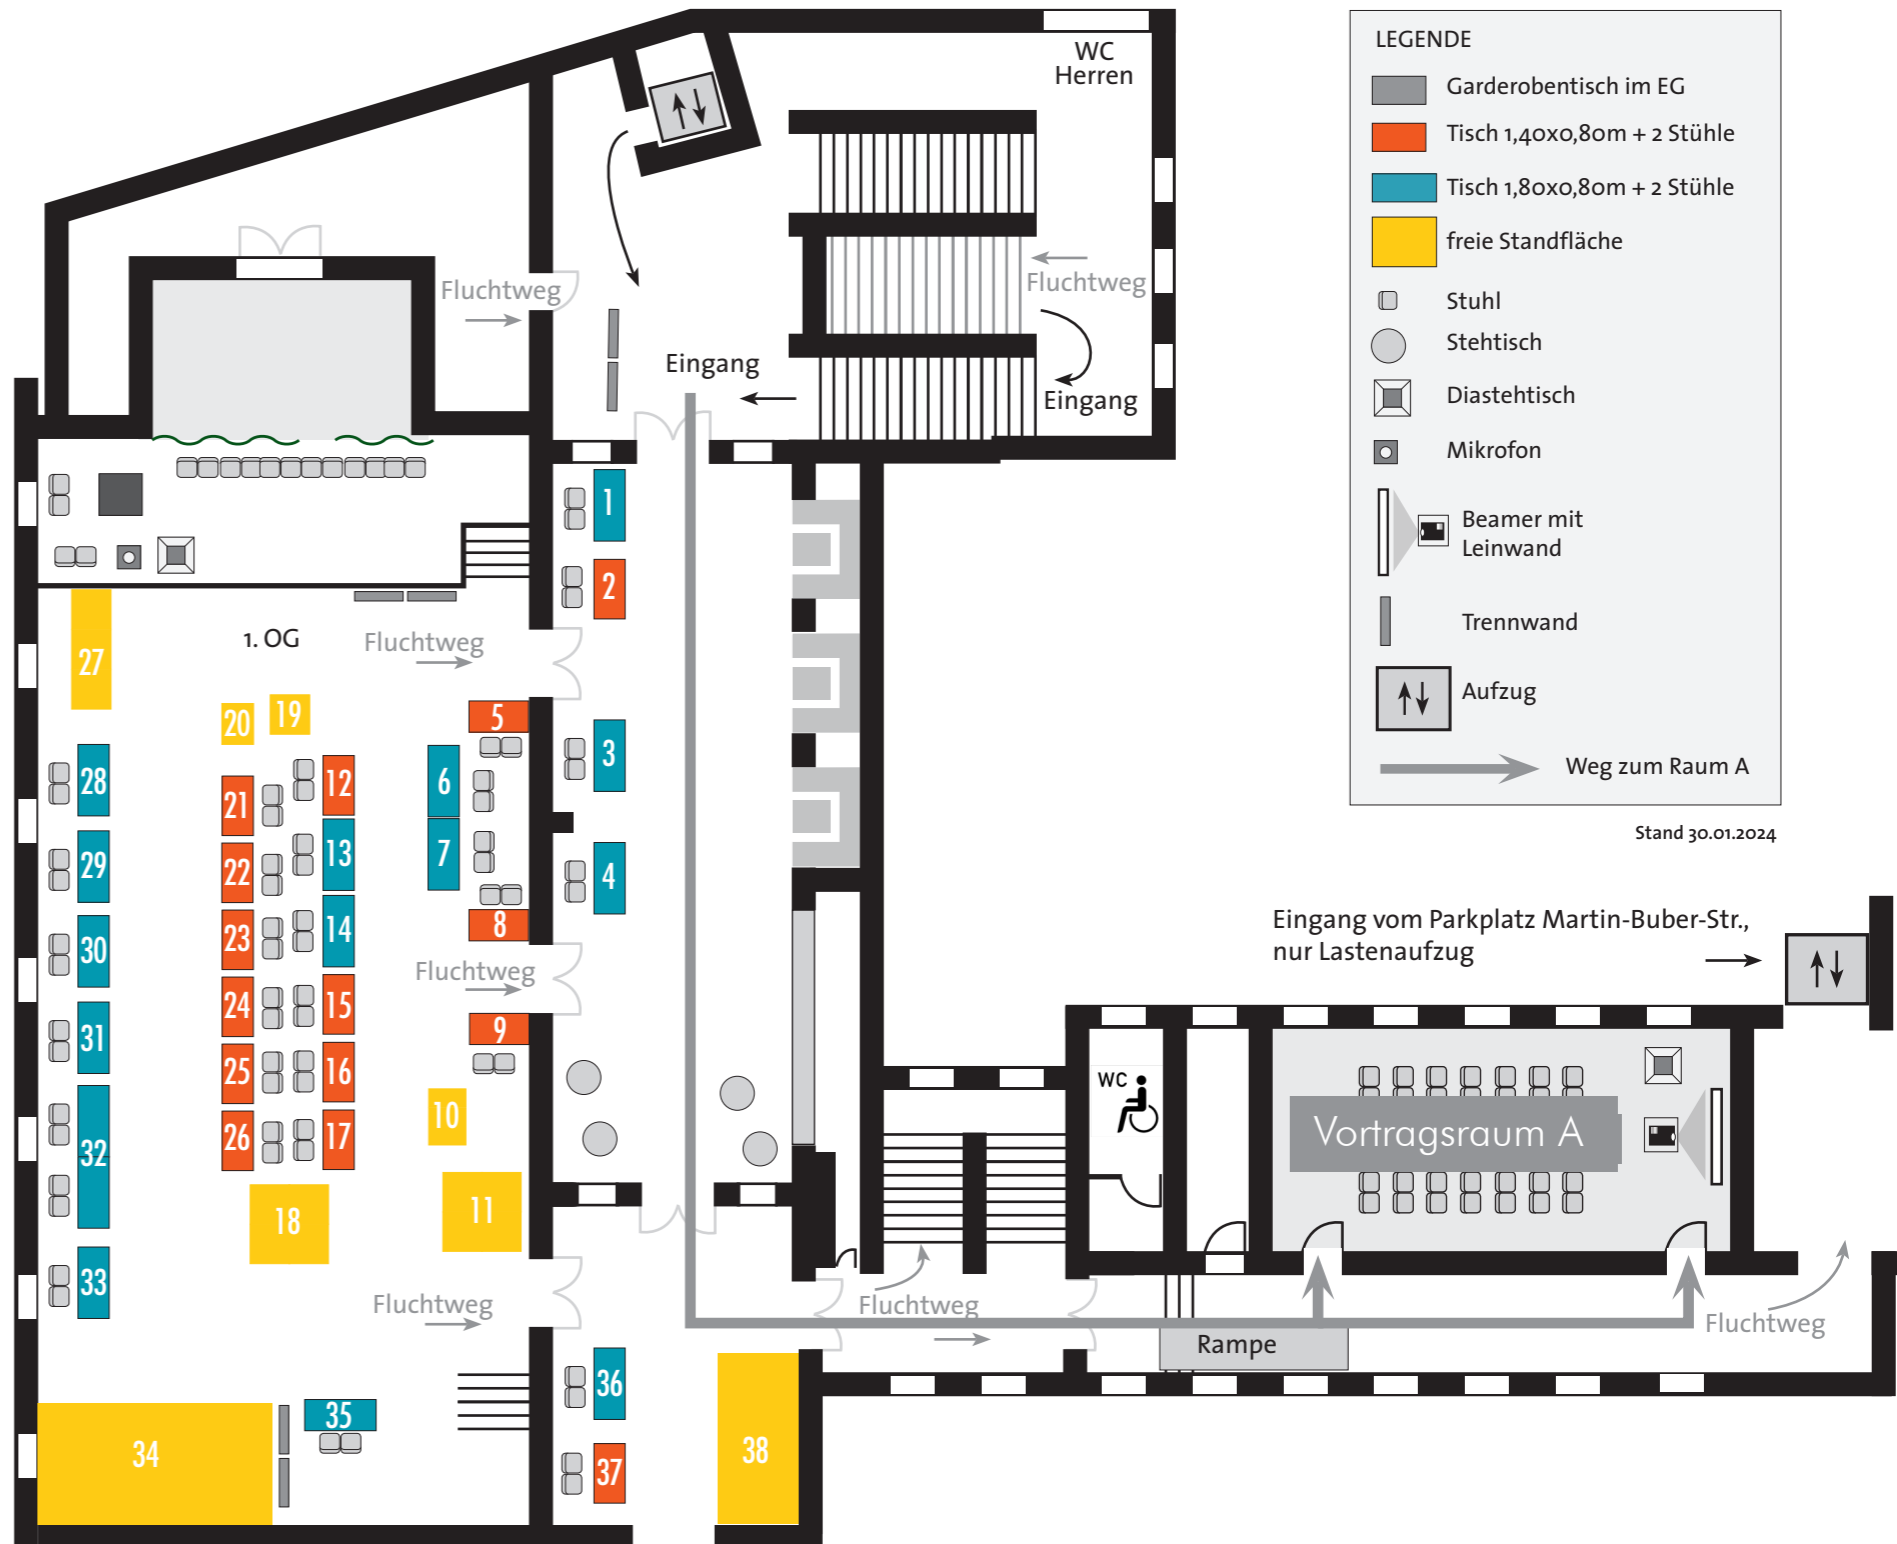 WC
Herren
Fluchtweg
Fluchtweg
Eingang
Eingang
LEGENDE
Garderobentisch im EG
Tisch 1,40x0,80m + 2 Stühle
Tisch 1,80x0,80m + 2 Stühle
freie Standfläche
Stuhl
Stehtisch
Diastehtisch
Mikrofon
Beamer mit
Leinwand
Trennwand
Aufzug
Weg zum Raum A
Stand 30.01.2024
1
2
1. OG
Fluchtweg
27
20
19
5
3
28
21
12
6
29
22
13
7
4
30
23
14
8
Fluchtweg
31
24
15
9
25
16
10
32
26
17
18
11
33
Fluchtweg
34
35
36
37
38
Eingang vom Parkplatz Martin-Buber-Str.,
nur Lastenaufzug
WC
Vortragsraum A
Fluchtweg
Rampe
Fluchtweg